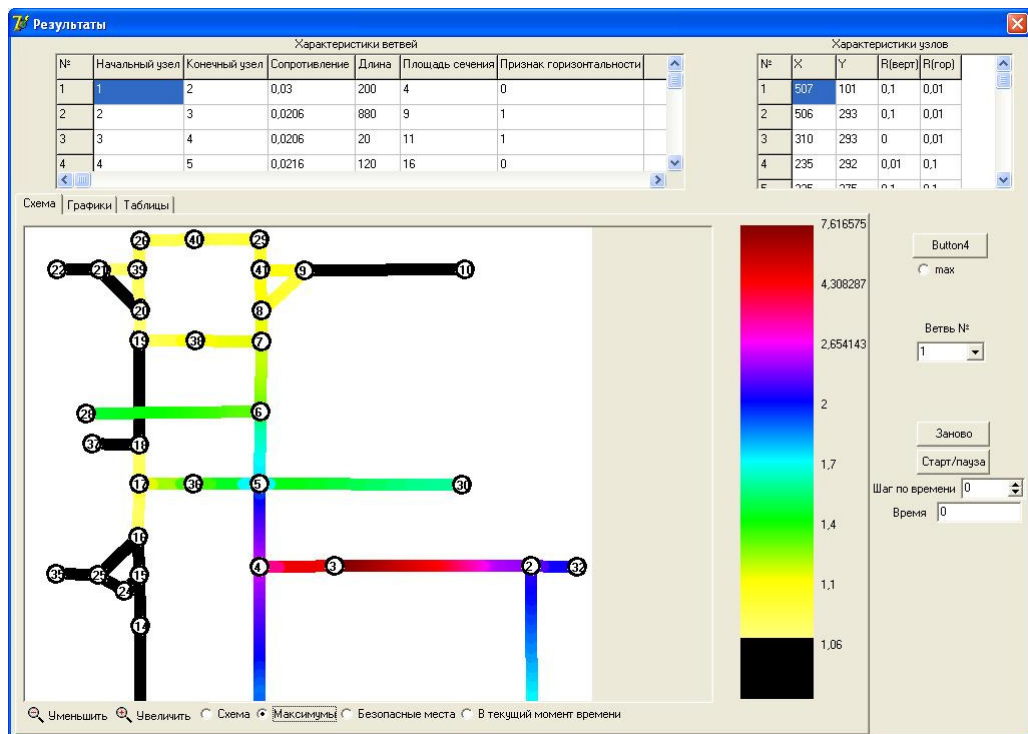 Результаты
Характеристики ветвей
№ Начальный узел Конечный узел Сопротивление Длина Площадь сечения Признак горизонтальности
1 1 2 0,03 200 4 0
2 2 3 0,0206 880 9 1
3 3 4 0,0206 20 11 1
4 4 5 0,0216 120 16 0
Характеристики узлов
№ X Y R(верт) R(гор)
1 507 101 0,1 0,01
2 506 293 0,1 0,01
3 310 293 0 0,01
4 235 292 0,01 0,1
Схема Графики Таблицы
26 40 29
22 21 39 41 9 10
20 8
19 38 7
28 6
37 18
17 36 5 30
16
4 3 2 32
35 25 15
24
14
7,616575
4,308287
2,654143
2
1,7
1,4
1,1
1,06
Button4
max
Ветвь №
1
Заново
Старт/пауза
Шаг по времени 0
Время 0
Уменьшить Увеличить Схема Максимумы Безопасные места В текущий момент времени